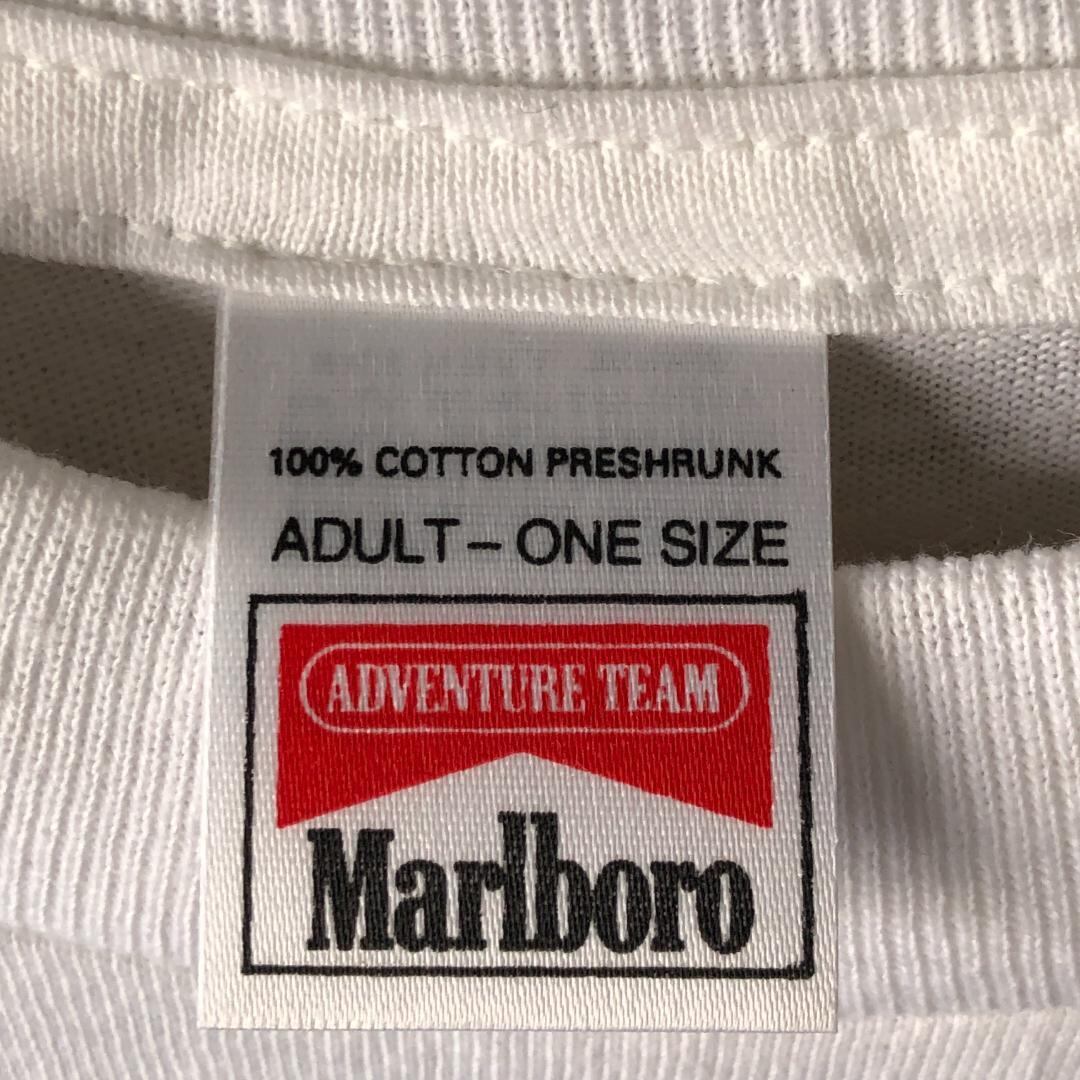 100% COTTON PRESHRUNK
ADULT – ONE SIZE
ADVENTURE TEAM
Marlboro